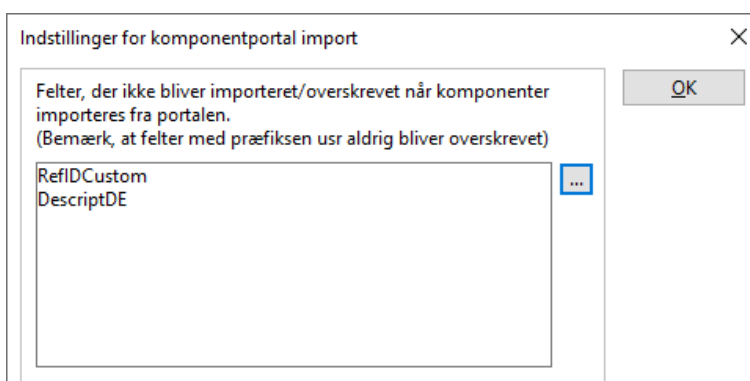 Indstillinger for komponentportal import
OK
Felter, der ikke bliver importeret/overskrevet når komponenter
importeres fra portalen.
(Bemærk, at felter med præfiksen usr aldrig bliver overskrevet)
RefIDCustom
DescriptDE
...